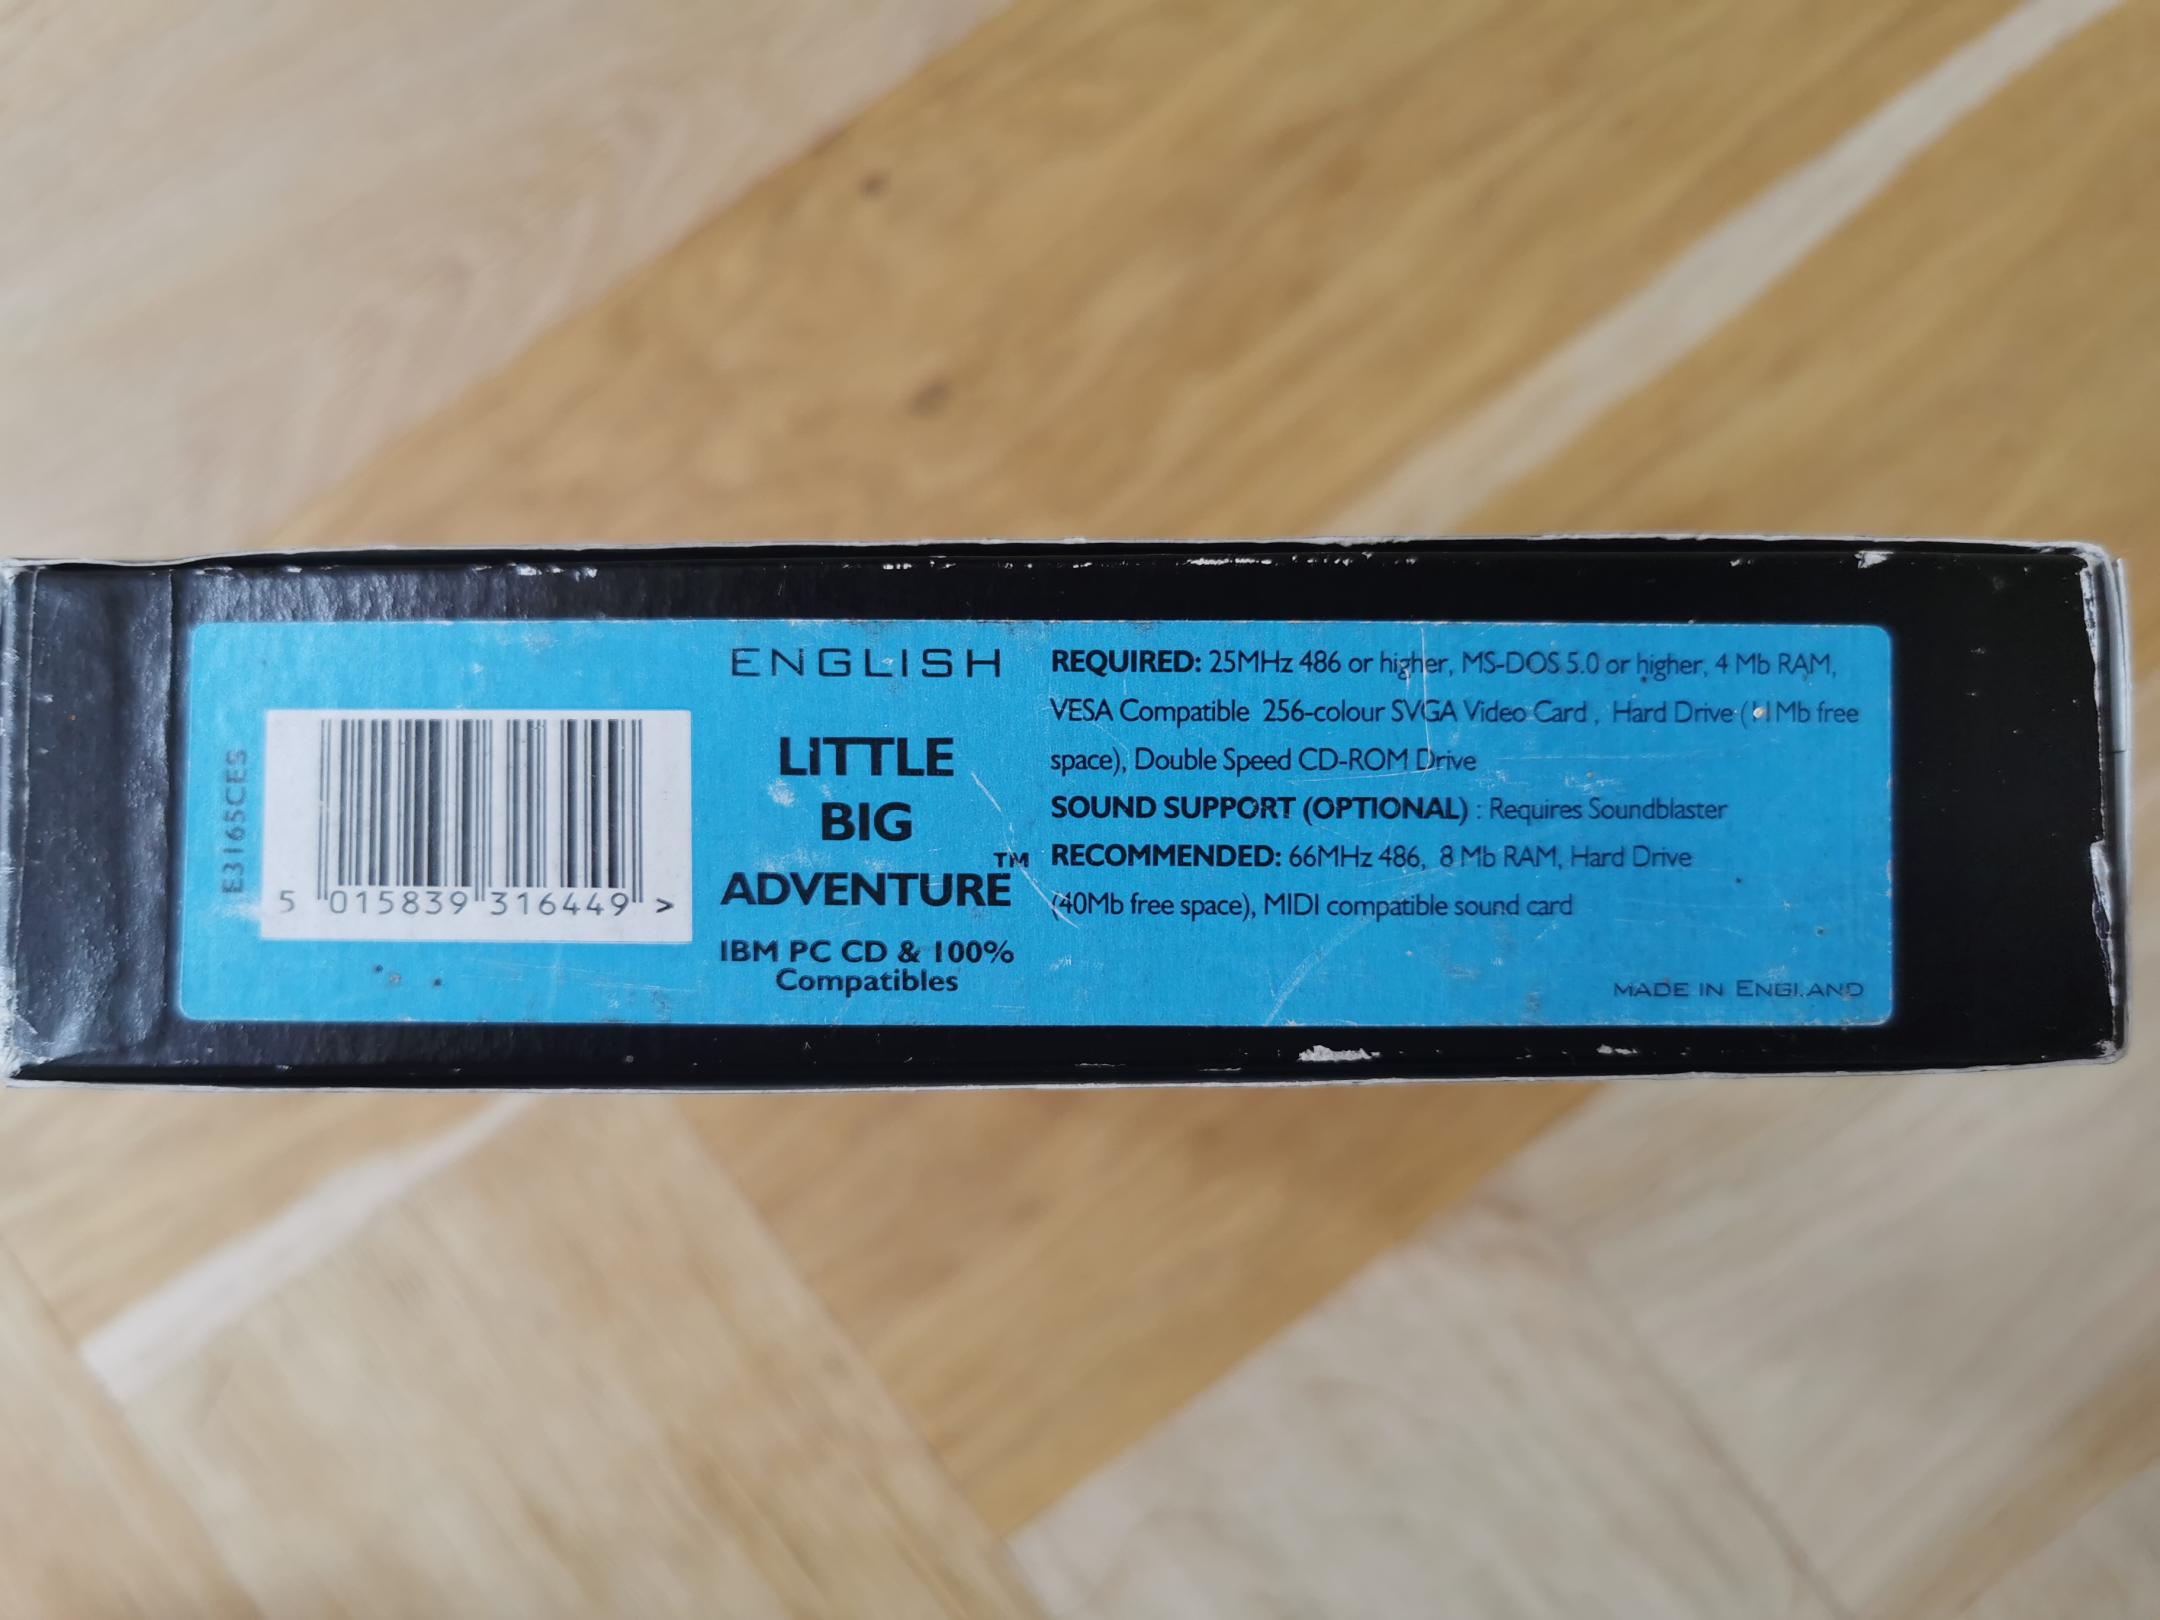 E3165CES
5 015839 316449 >
ENGLISH
LITTLE
BIG
ADVENTURE™
IBM PC CD & 100%
Compatibles
REQUIRED: 25MHz 486 or higher, MS-DOS 5.0 or higher, 4 Mb RAM,
VESA Compatible 256-colour SVGA Video Card , Hard Drive (11Mb free
space), Double Speed CD-ROM Drive
SOUND SUPPORT (OPTIONAL) : Requires Soundblaster
RECOMMENDED: 66MHz 486, 8 Mb RAM, Hard Drive
(40Mb free space), MIDI compatible sound card
MADE IN ENGLAND